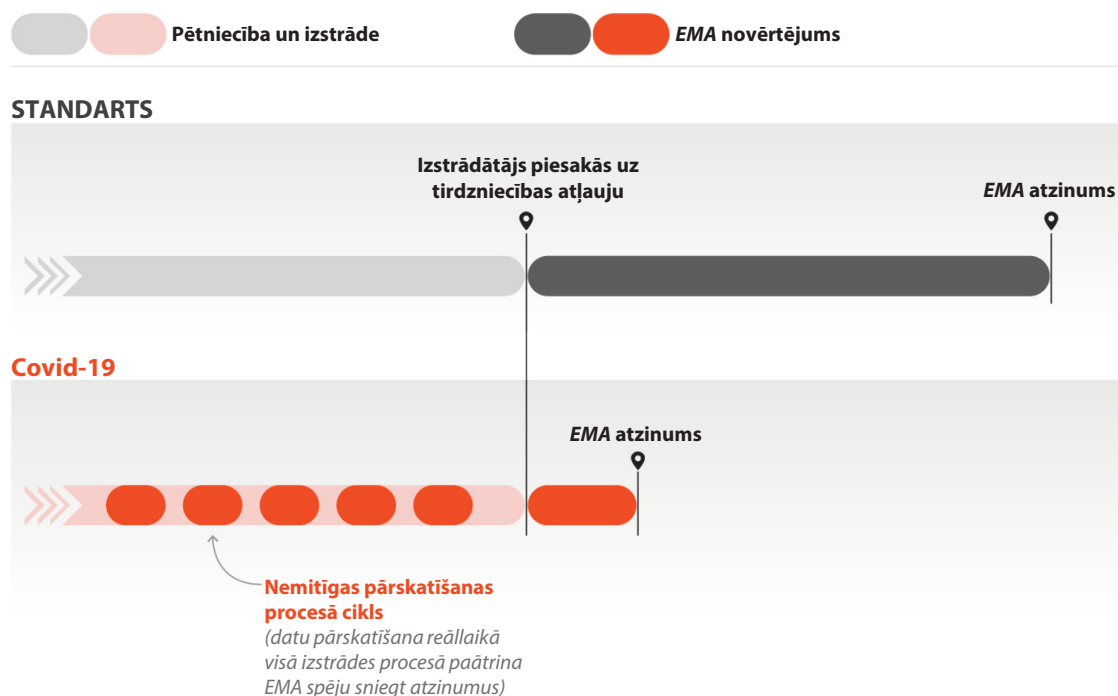 Pētniecība un izstrāde
EMA novērtējums
STANDARTS
Izstrādātājs piesakās uz
tirdzniecības atļauju
EMA atzinums
Covid-19
EMA atzinums
Nemitīgas pārskatīšanas
procesā cikls
(datu pārskatīšana reāllaikā
visā izstrādes procesā paātrina
EMA spēju sniegt atzinumus)